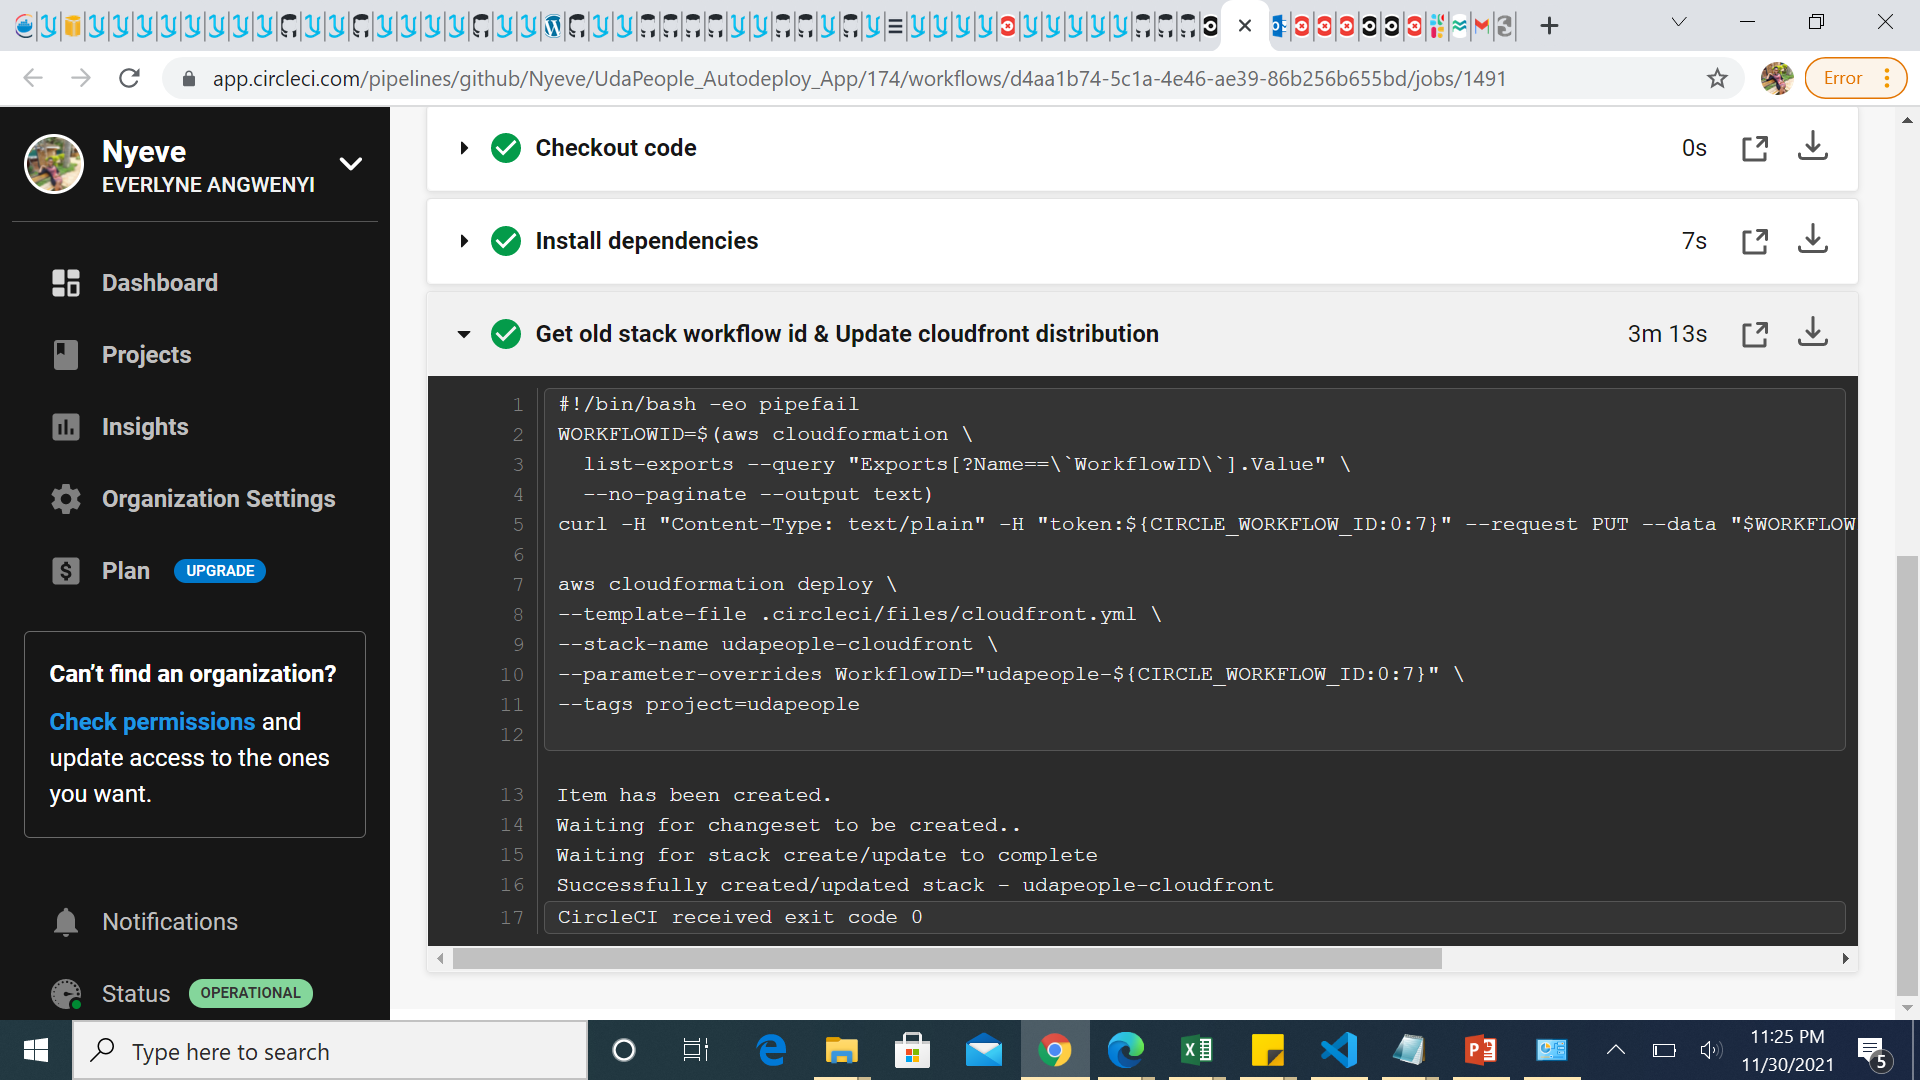 app.circleci.com/pipelines/github/Nyeve/UdaPeople_Autodeploy_App/174/workflows/d4aa1b74-5c1a-4e46-ae39-86b256b655bd/jobs/1491
Error
Nyeve
EVERLYNE ANGWENYI
Dashboard
Projects
Insights
Organization Settings
Plan UPGRADE
Can’t find an organization?
Check permissions and
update access to the ones
you want.
Notifications
Status OPERATIONAL
Checkout code 0s
Install dependencies 7s
Get old stack workflow id & Update cloudfront distribution 3m 13s
1 #!/bin/bash -eo pipefail
2 WORKFLOWID=$(aws cloudformation \
3 list-exports --query "Exports[?Name==\`WorkflowID\`].Value" \
4 --no-paginate --output text)
5 curl -H "Content-Type: text/plain" -H "token:${CIRCLE_WORKFLOW_ID:0:7}" --request PUT --data "$WORKFLOW
6
7 aws cloudformation deploy \
8 --template-file .circleci/files/cloudfront.yml \
9 --stack-name udapeople-cloudfront \
10 --parameter-overrides WorkflowID="udapeople-${CIRCLE_WORKFLOW_ID:0:7}" \
11 --tags project=udapeople
12
13 Item has been created.
14 Waiting for changeset to be created..
15 Waiting for stack create/update to complete
16 Successfully created/updated stack - udapeople-cloudfront
17 CircleCI received exit code 0
Type here to search
11:25 PM
11/30/2021
5